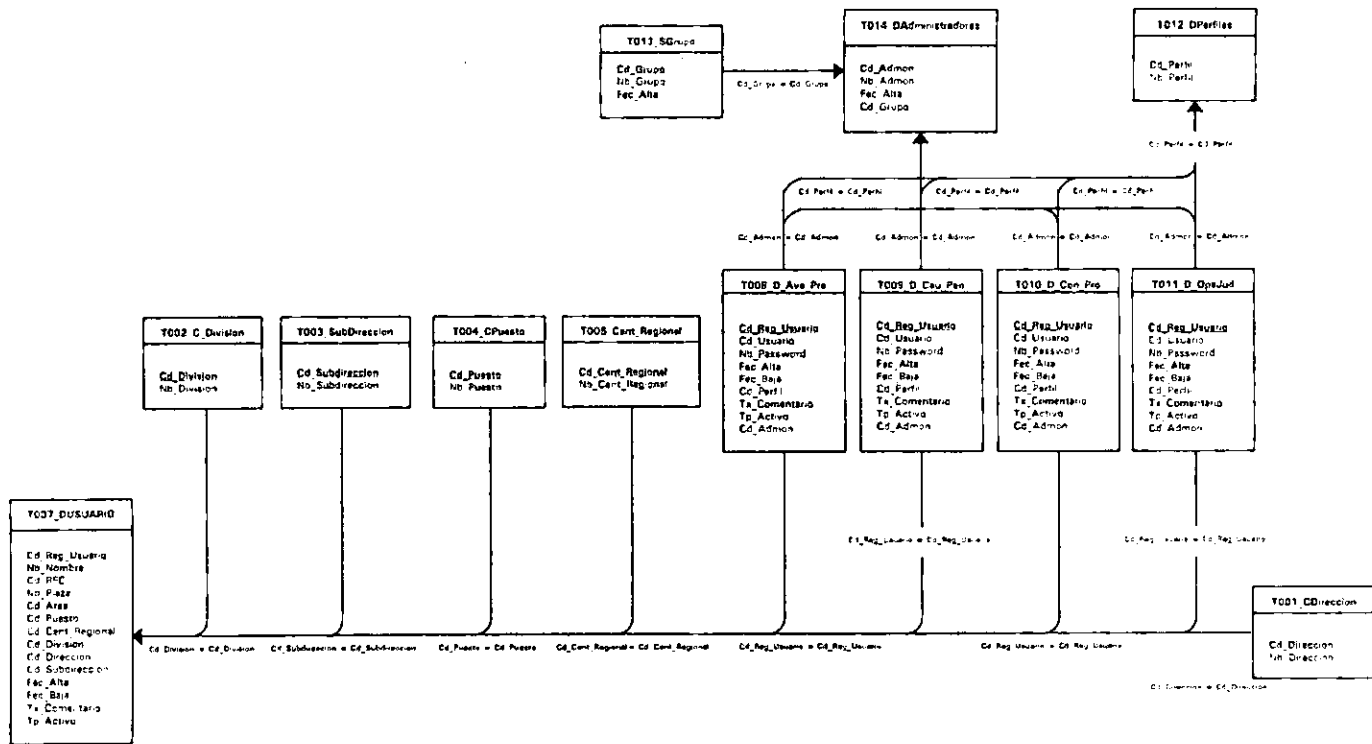 T013_SGrupo
Cd_Grupo
Nb_Grupo
Fec_Alta
Cd_Grupo = Cd_Grupo
T014_DAdministradores
Cd_Admon
Nb_Admon
Fec_Alta
Cd_Grupo
T012_DPerfiles
Cd_Perfil
Nb_Perfil
Cd_Perfil = Cd_Perfil
Cd_Perfil = Cd_Perfil
Cd_Perfil = Cd_Perfil
Cd_Perfil = Cd_Perfil
Cd_Admon = Cd_Admon
Cd_Admon = Cd_Admon
Cd_Admon = Cd_Admon
Cd_Admon = Cd_Admon
T008_D_Ave_Pre
Cd_Reg_Usuario
Cd_Usuario
Nb_Password
Fec_Alta
Fec_Baja
Cd_Perfil
Tx_Comentario
Tp_Activo
Cd_Admon
T009_D_Cau_Pen
Cd_Reg_Usuario
Cd_Usuario
Nb_Password
Fec_Alta
Fec_Baja
Cd_Perfil
Tx_Comentario
Tp_Activo
Cd_Admon
T010_D_Con_Pro
Cd_Reg_Usuario
Cd_Usuario
Nb_Password
Fec_Alta
Fec_Baja
Cd_Perfil
Tx_Comentario
Tp_Activo
Cd_Admon
T011_D_OpsJud
Cd_Reg_Usuario
Cd_Usuario
Nb_Password
Fec_Alta
Fec_Baja
Cd_Perfil
Tx_Comentario
Tp_Activo
Cd_Admon
T002_C_Division
Cd_Division
Nb_Division
T003_SubDireccion
Cd_Subdireccion
Nb_Subdireccion
T004_CPuesto
Cd_Puesto
Nb_Puesto
T005_Cent_Regional
Cd_Cent_Regional
Nb_Cent_Regional
T037_DUSUARIO
Cd_Reg_Usuario
Nb_Nombre
Cd_RFC
No_Plaza
Cd_Area
Cd_Puesto
Cd_Cent_Regional
Cd_Division
Cd_Direccion
Cd_Subdireccion
Fec_Alta
Fec_Baja
Tx_Comentario
Tp_Activo
Cd_Reg_Usuario = Cd_Reg_Usuario
Cd_Reg_Usuario = Cd_Reg_Usuario
T001_CDireccion
Cd_Direccion
Nb_Direccion
Cd_Division = Cd_Division
Cd_Subdireccion = Cd_Subdireccion
Cd_Puesto = Cd_Puesto
Cd_Cent_Regional = Cd_Cent_Regional
Cd_Reg_Usuario = Cd_Reg_Usuario
Cd_Reg_Usuario = Cd_Reg_Usuario
Cd_Direccion = Cd_Direccion